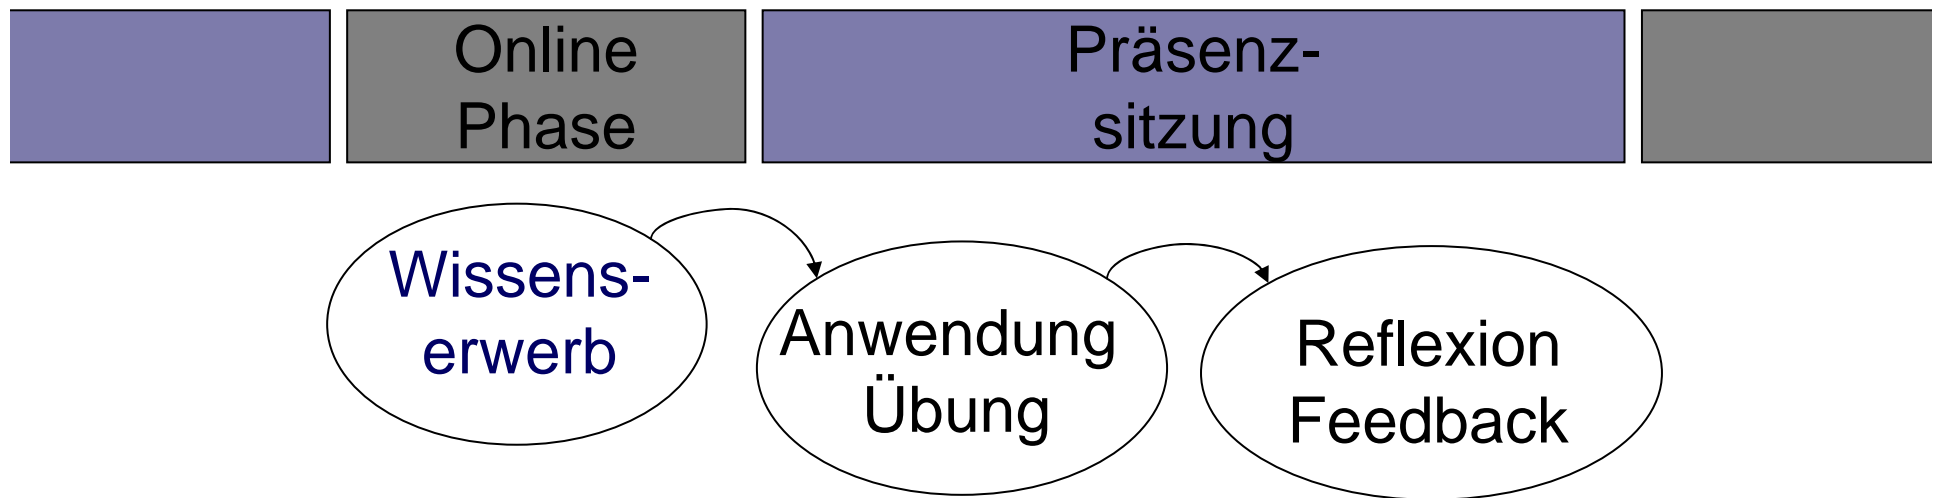 Online
Phase
Präsenz-
sitzung
Wissens-
erwerb
Anwendung
Übung
Reflexion
Feedback